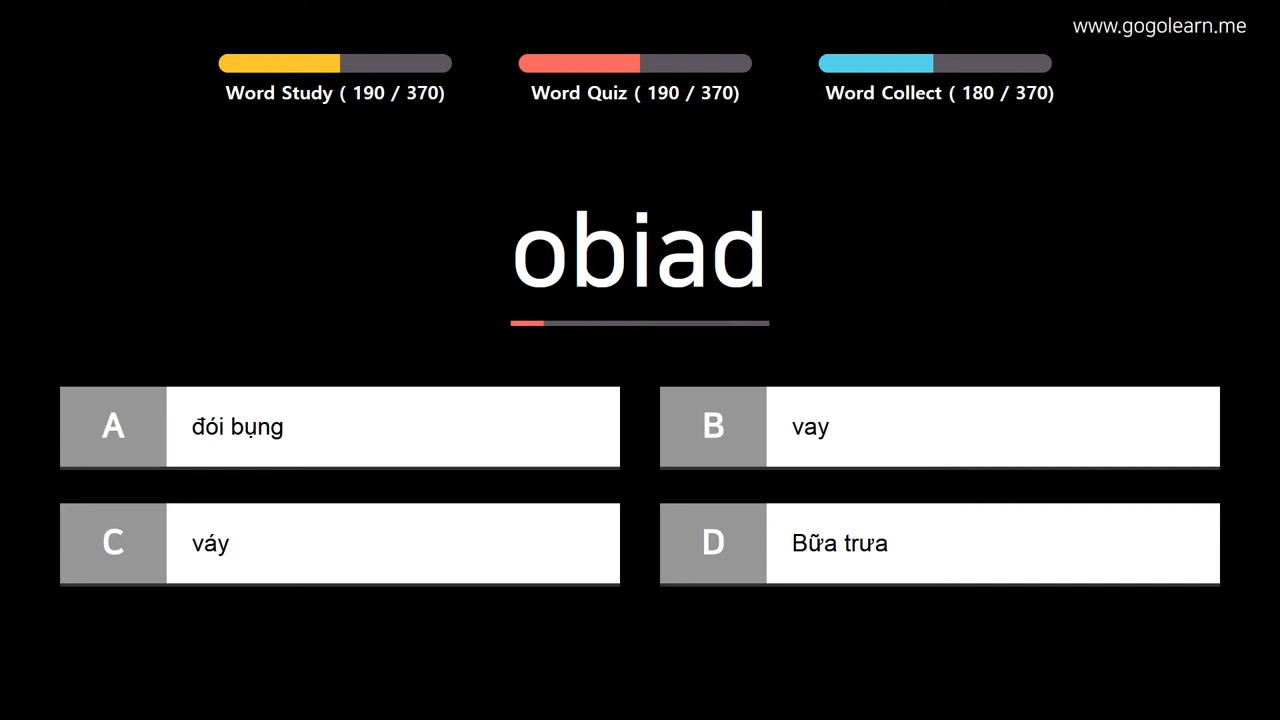 www.gogolearn.me
Word Study ( 190 / 370)
Word Quiz ( 190 / 370)
Word Collect ( 180 / 370)
obiad
A đói bụng
B vay
C váy
D Bữa trưa